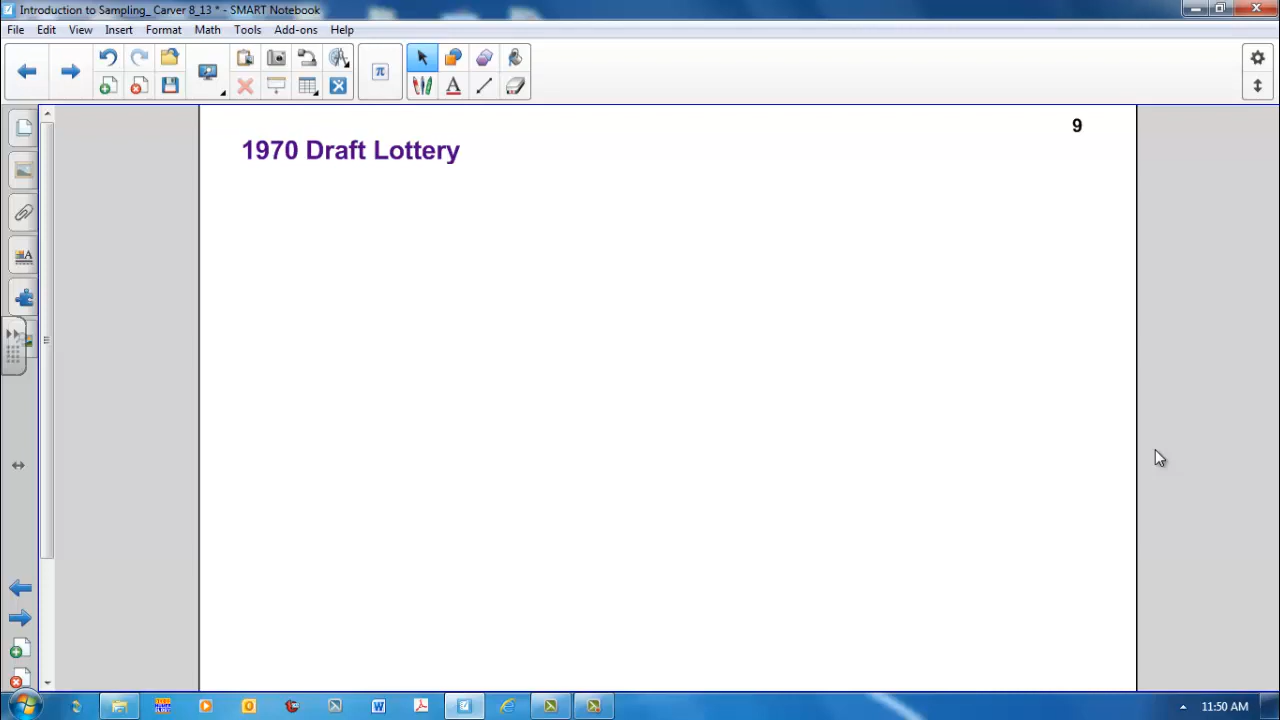 Introduction to Sampling_ Carver 8_13 * - SMART Notebook
File Edit View Insert Format Math Tools Add-ons Help
9
1970 Draft Lottery
11:50 AM